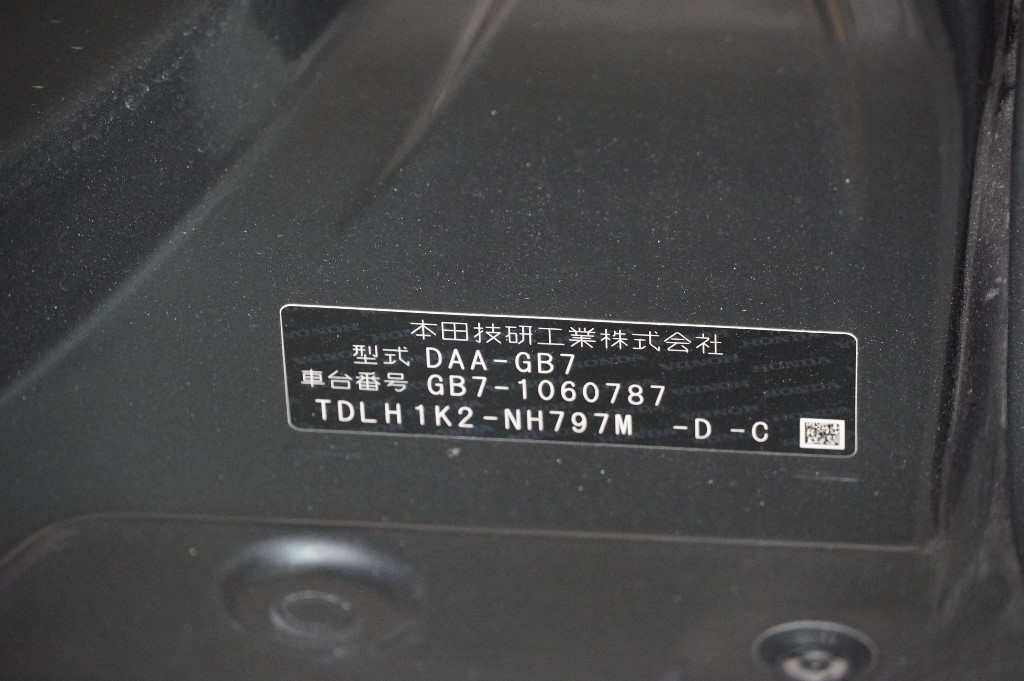 本田技研工業株式会社
型式 DAA-GB7
車台番号 GB7-1060787
TDLH1K2-NH797M -D-C